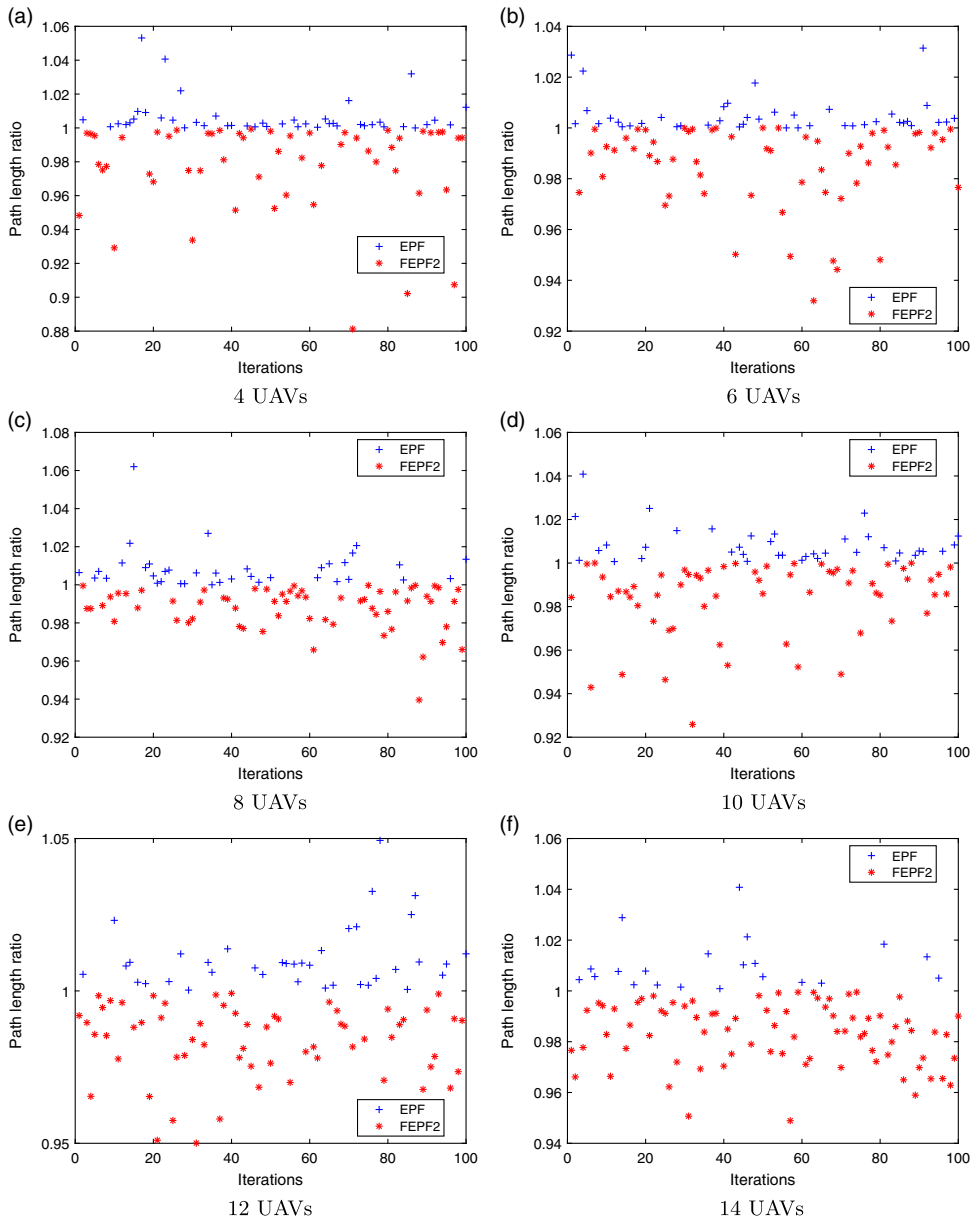 (a)
1.06
1.04
1.02
1
0.98
0.96
0.94
0.92
0.9
0.88
Path length ratio
EPF
FEPF2
0 20 40 60 80 100
Iterations
4 UAVs
(b)
1.04
1.02
1
0.98
0.96
0.94
0.92
Path length ratio
EPF
FEPF2
0 20 40 60 80 100
Iterations
6 UAVs
(c)
1.08
1.06
1.04
1.02
1
0.98
0.96
0.94
0.92
Path length ratio
EPF
FEPF2
0 20 40 60 80 100
Iterations
8 UAVs
(d)
1.06
1.04
1.02
1
0.98
0.96
0.94
0.92
Path length ratio
EPF
FEPF2
0 20 40 60 80 100
Iterations
10 UAVs
(e)
1.05
1
0.95
Path length ratio
EPF
FEPF2
0 20 40 60 80 100
Iterations
12 UAVs
(f)
1.06
1.04
1.02
1
0.98
0.96
0.94
Path length ratio
EPF
FEPF2
0 20 40 60 80 100
Iterations
14 UAVs